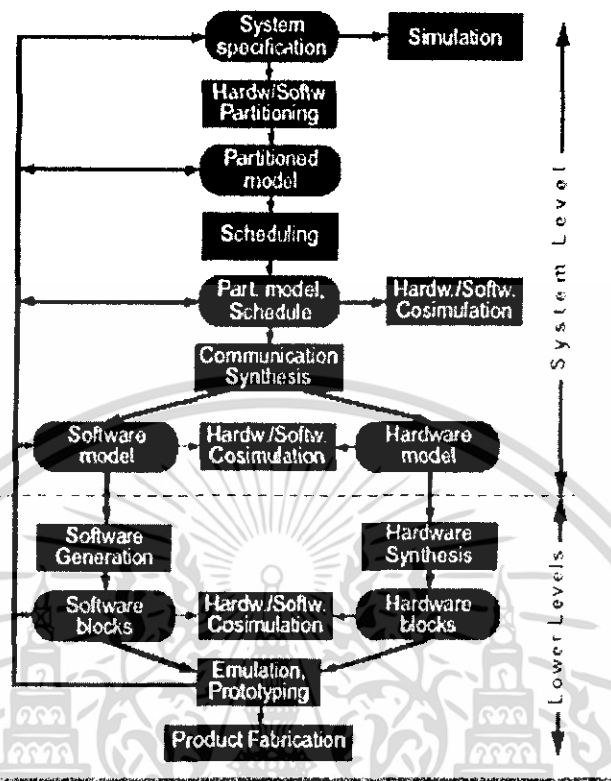 System
specification
Simulation
Hardw/Softw
Partitioning
Partitioned
model
Scheduling
Part. model,
Schedule
Hardw./Softw.
Cosimulation
Communication
Synthesis
Software
model
Hardw./Softw.
Cosimulation
Hardware
model
Software
Generation
Hardware
Synthesis
Software
blocks
Hardw./Softw.
Cosimulation
Hardware
blocks
Emulation,
Prototyping
Product Fabrication
System Level
Lower Levels